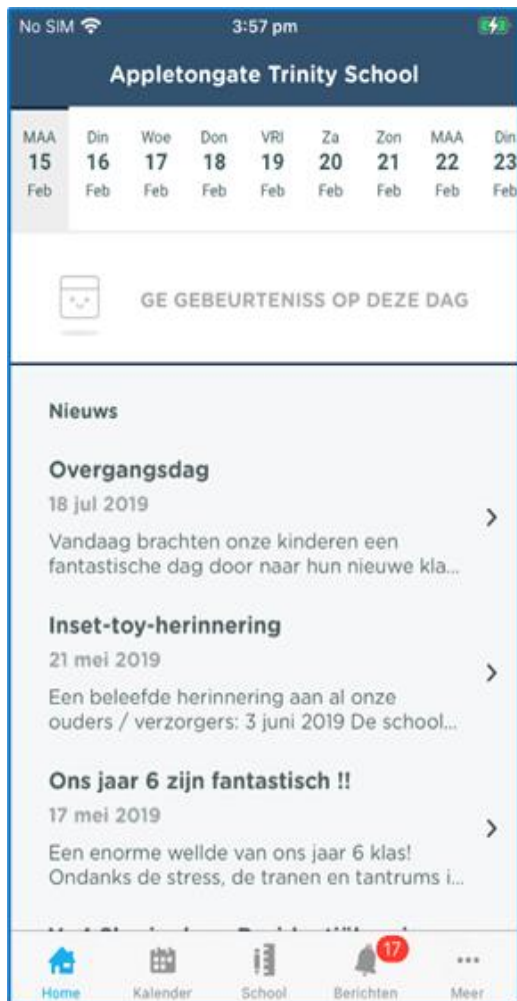 No SIM 3:57 pm
Appletongate Trinity School
MAA Din Woe Don VRI Za Zon MAA Din
15 16 17 18 19 20 21 22 23
Feb Feb Feb Feb Feb Feb Feb Feb Feb
GE GEBEURTENISS OP DEZE DAG
Nieuws
Overgangsdag
18 jul 2019
Vandaag brachten onze kinderen een
fantastische dag door naar hun nieuwe kla...
Inset-toy-herinnering
21 mei 2019
Een beleefde herinnering aan al onze
ouders / verzorgers: 3 juni 2019 De school...
Ons jaar 6 zijn fantastisch !!
17 mei 2019
Een enorme wellde van ons jaar 6 klas!
Ondanks de stress, de tranen en tantrums i...
17
Home Kalender School Berichten Meer